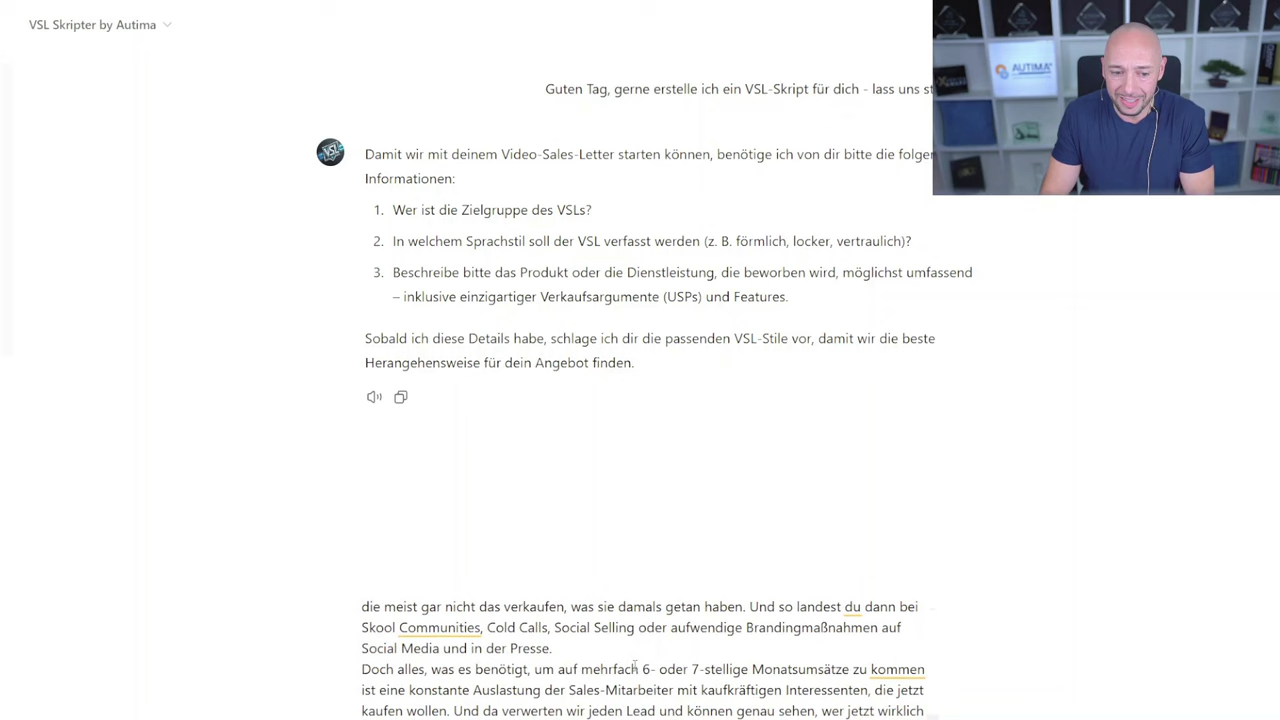 VSL Skripter by Autima
AUTIMA
Guten Tag, gerne erstelle ich ein VSL-Skript für dich - lass uns st
VSL
Damit wir mit deinem Video-Sales-Letter starten können, benötige ich von dir bitte die folgen
Informationen:
1. Wer ist die Zielgruppe des VSLs?
2. In welchem Sprachstil soll der VSL verfasst werden (z. B. förmlich, locker, vertraulich)?
3. Beschreibe bitte das Produkt oder die Dienstleistung, die beworben wird, möglichst umfassend
– inklusive einzigartiger Verkaufsargumente (USPs) und Features.
Sobald ich diese Details habe, schlage ich dir die passenden VSL-Stile vor, damit wir die beste
Herangehensweise für dein Angebot finden.
die meist gar nicht das verkaufen, was sie damals getan haben. Und so landest du dann bei
Skool Communities, Cold Calls, Social Selling oder aufwendige Brandingmaßnahmen auf
Social Media und in der Presse.
Doch alles, was es benötigt, um auf mehrfach 6- oder 7-stellige Monatsumsätze zu kommen
ist eine konstante Auslastung der Sales-Mitarbeiter mit kaufkräftigen Interessenten, die jetzt
kaufen wollen. Und da verwerten wir jeden Lead und können genau sehen, wer jetzt wirklich